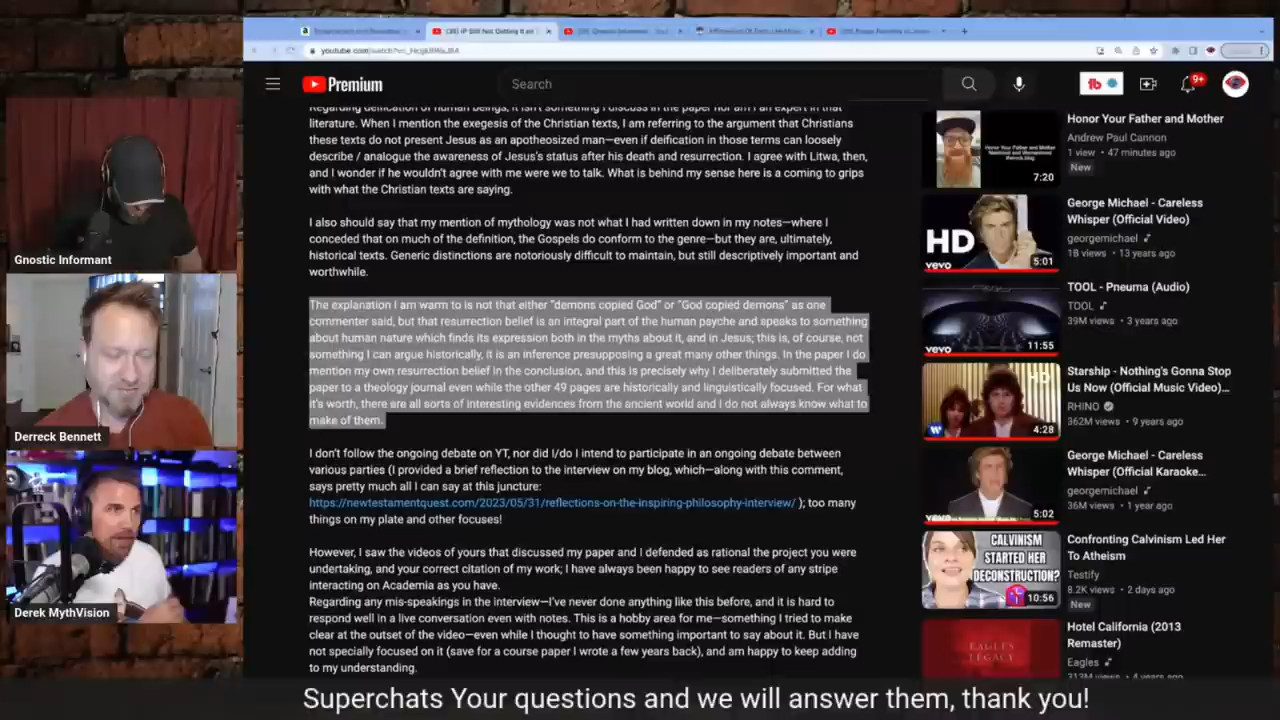 youtube.com/watch?v=
Premium
Search
9+
Regarding deification of human beings, it isn't something I discuss in the paper nor am I an expert in that
literature. When I mention the exegesis of the Christian texts, I am referring to the argument that Christians
these texts do not present Jesus as an apotheosized man—even if deification in those terms can loosely
describe / analogue the awareness of Jesus's status after his death and resurrection. I agree with Litwa, then,
and I wonder if he wouldn't agree with me were we to talk. What is behind my sense here is a coming to grips
with what the Christian texts are saying.
I also should say that my mention of mythology was not what I had written down in my notes—where I
conceded that on much of the definition, the Gospels do conform to the genre—but they are, ultimately,
historical texts. Generic distinctions are notoriously difficult to maintain, but still descriptively important and
worthwhile.
The explanation I am warm to is not that either "demons copied God" or "God copied demons" as one
commenter said, but that resurrection belief is an integral part of the human psyche and speaks to something
about human nature which finds its expression both in the myths about it, and in Jesus; this is, of course, not
something I can argue historically, it is an inference presupposing a great many other things. In the paper I do
mention my own resurrection belief in the conclusion, and this is precisely why I deliberately submitted the
paper to a theology journal even while the other 49 pages are historically and linguistically focused. For what
it's worth, there are all sorts of interesting evidences from the ancient world and I do not always know what to
make of them.
I don't follow the ongoing debate on YT, nor did I/do I intend to participate in an ongoing debate between
various parties (I provided a brief reflection to the interview on my blog, which—along with this comment,
says pretty much all I can say at this juncture:
https://newtestamentquest.com/2023/05/31/reflections-on-the-inspiring-philosophy-interview/ ); too many
things on my plate and other focuses!
However, I saw the videos of yours that discussed my paper and I defended as rational the project you were
undertaking, and your correct citation of my work; I have always been happy to see readers of any stripe
interacting on Academia as you have.
Regarding any mis-speakings in the interview—I've never done anything like this before, and it is hard to
respond well in a live conversation even with notes. This is a hobby area for me—something I tried to make
clear at the outset of the video—even while I thought to have something important to say about it. But I have
not specially focused on it (save for a course paper I wrote a few years back), and am happy to keep adding
to my understanding.
Honor Your Father and Mother
Andrew Paul Cannon
1 view • 47 minutes ago
New
7:20
George Michael - Careless
Whisper (Official Video)
georgemichael
1B views • 13 years ago
HD
vevo
5:01
TOOL - Pneuma (Audio)
TOOL
39M views • 3 years ago
vevo
11:55
Starship - Nothing's Gonna Stop
Us Now (Official Music Video)...
RHINO
362M views • 9 years ago
HD
4:28
George Michael - Careless
Whisper (Official Karaoke...
georgemichael
36M views • 1 year ago
vevo
5:02
Confronting Calvinism Led Her
To Atheism
Testify
8.2K views • 2 days ago
New
CALVINISM
STARTED HER
DECONSTRUCTION?
10:56
Hotel California (2013
Remaster)
Eagles
EAGLES
LEGACY
Gnostic Informant
Derreck Bennett
Derek MythVision
Superchats Your questions and we will answer them, thank you!